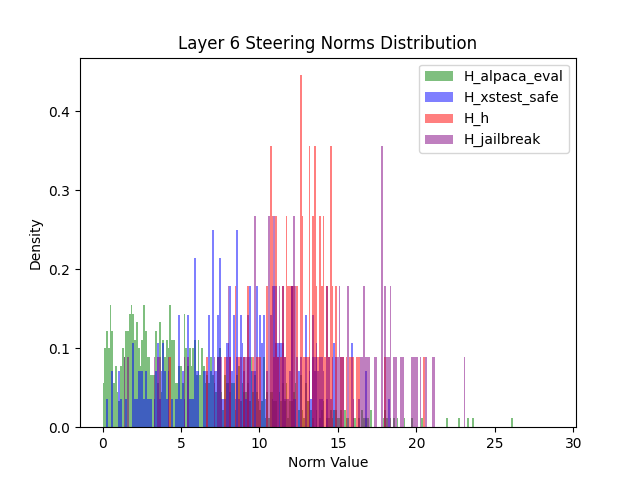 Layer 6 Steering Norms Distribution
H_alpaca_eval
H_xstest_safe
H_h
H_jailbreak
0.4
0.3
0.2
0.1
0.0
Density
0
5
10
15
20
25
30
Norm Value